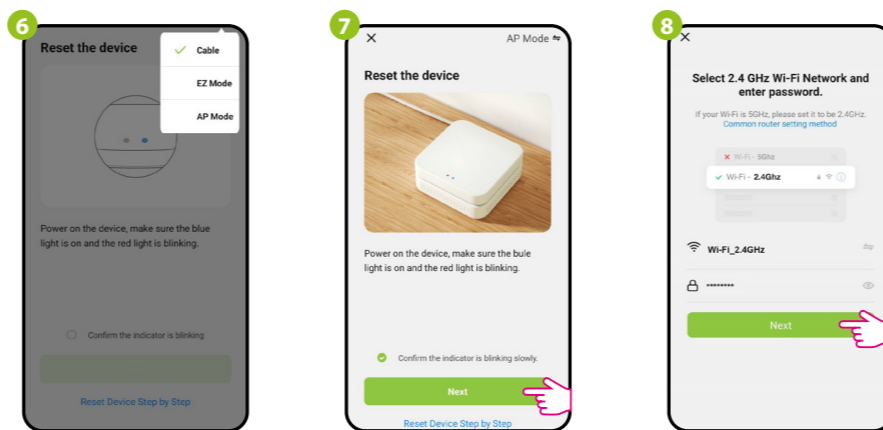 6
Reset the device
Cable
EZ Mode
AP Mode
Power on the device, make sure the blue
light is on and the red light is blinking.
Confirm the indicator is blinking
Reset Device Step by Step
7
AP Mode
Reset the device
Power on the device, make sure the bule
light is on and the red light is blinking.
Confirm the indicator is blinking slowly.
Next
Reset Device Step by Step
8
Select 2.4 GHz Wi-Fi Network and
enter password.
If your Wi-Fi is 5GHz, please set it to be 2.4GHz.
Common router setting method
Wi-Fi - 5Ghz
Wi-Fi - 2.4Ghz
Wi-Fi_2.4GHz
Next